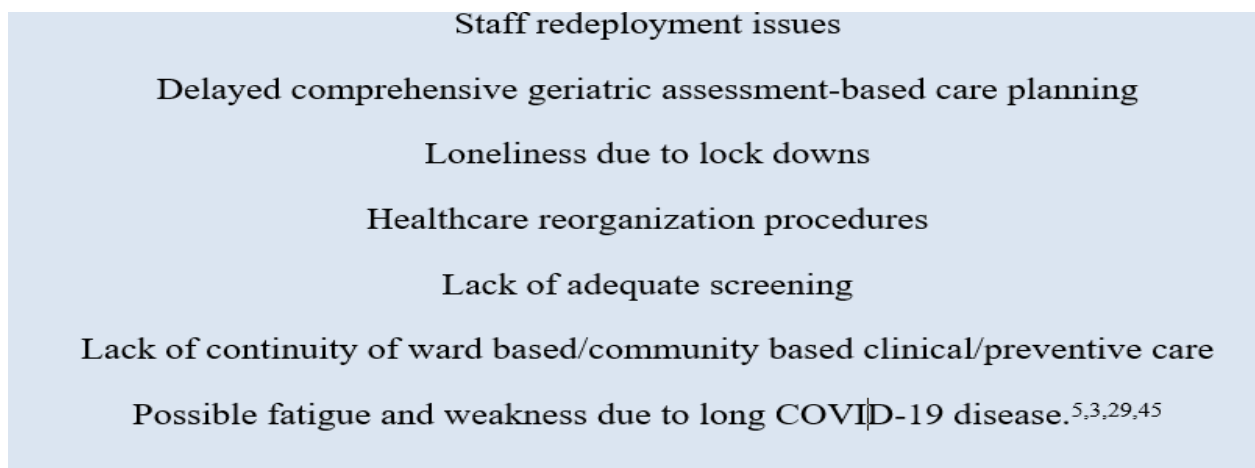 Staff redeployment issues
Delayed comprehensive geriatric assessment-based care planning
Loneliness due to lock downs
Healthcare reorganization procedures
Lack of adequate screening
Lack of continuity of ward based/community based clinical/preventive care
Possible fatigue and weakness due to long COVID-19 disease.5,3,29,45